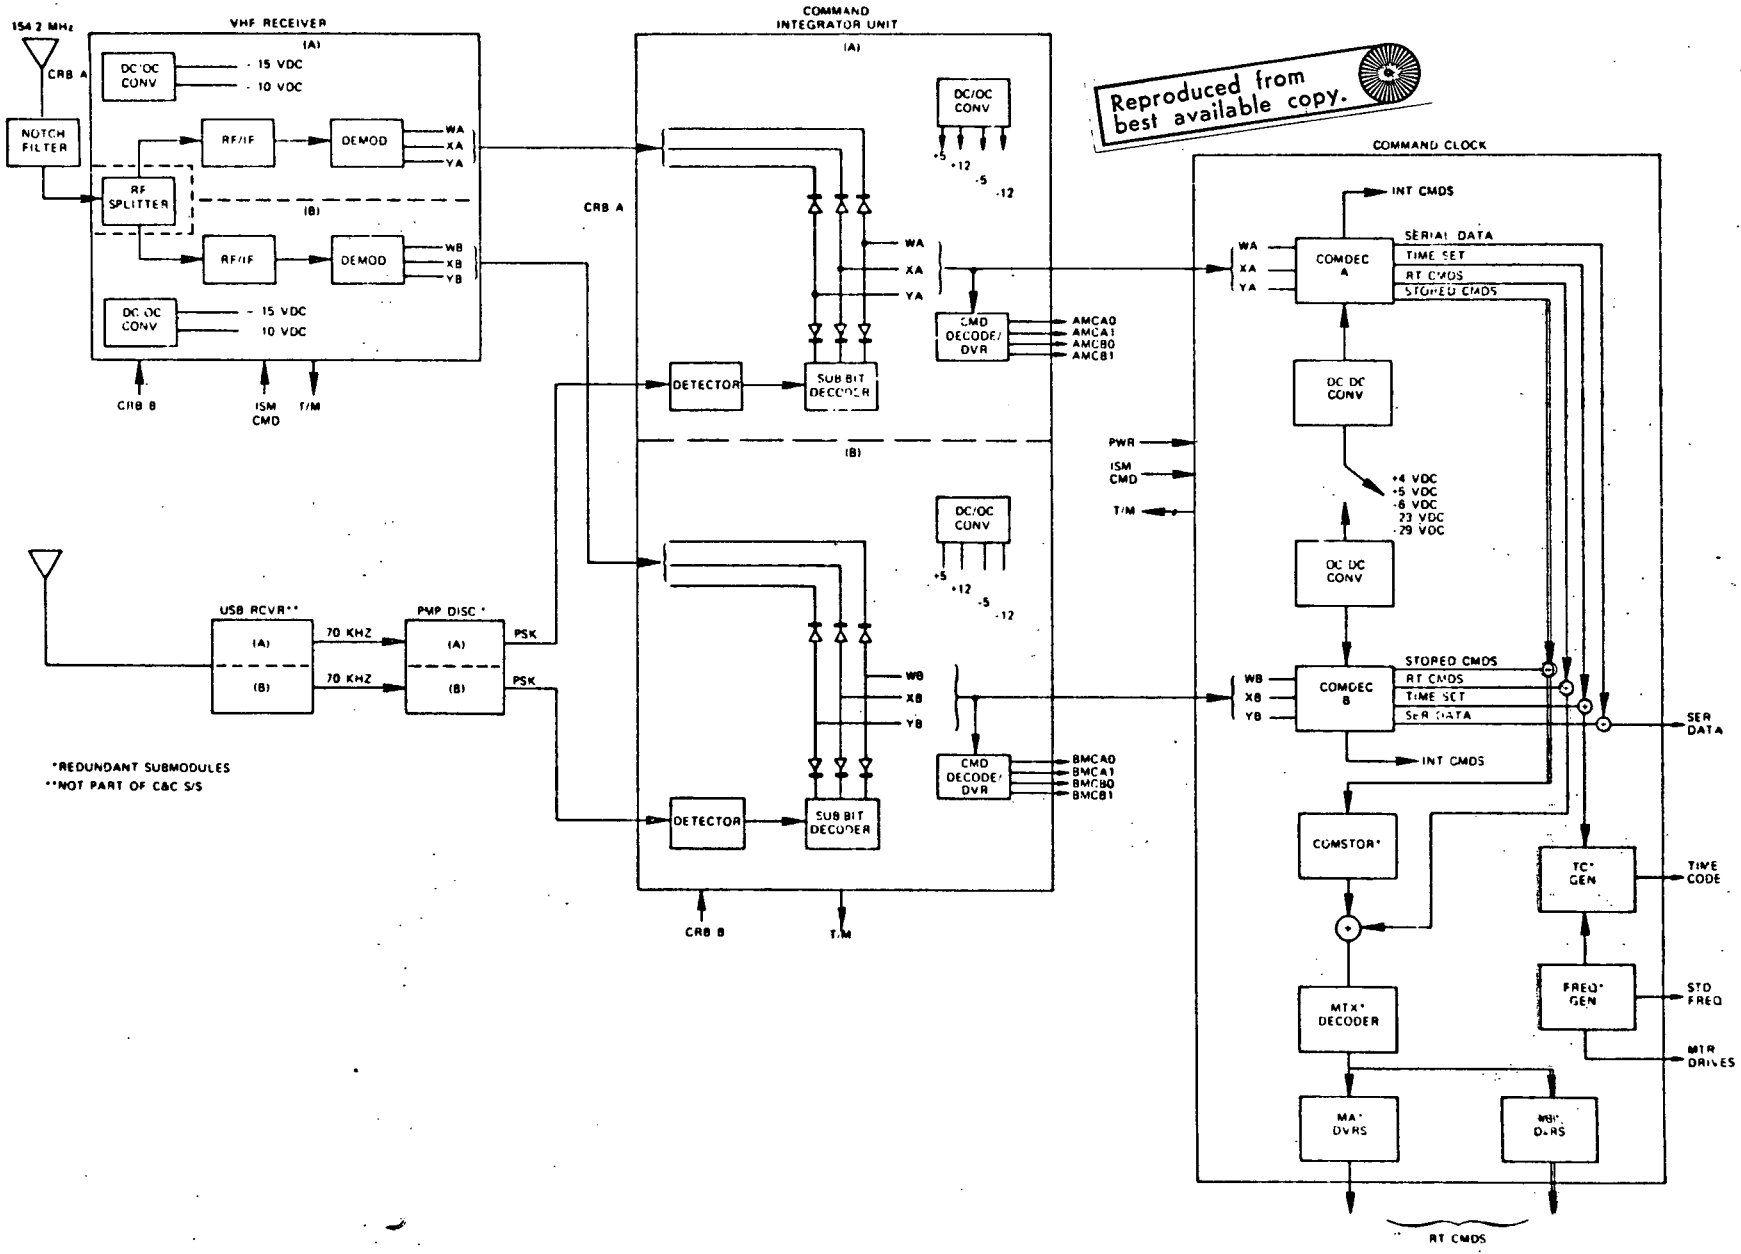 154.2 MHz
CRB A
NOTCH
FILTER
VHF RECEIVER
(A)
DC/DC
CONV
- 15 VDC
- 10 VDC
RF
SPLITTER
RF/IF
DEMOD
WA
XA
YA
(B)
RF/IF
DEMOD
WB
XB
YB
DC/DC
CONV
- 15 VDC
10 VDC
CRB B
ISM
CMD
T/M
COMMAND
INTEGRATOR UNIT
(A)
DC/DC
CONV
+5
+12
-5
-12
CRB A
WA
XA
YA
CMD
DECODE/
DVR
AMCA0
AMCA1
AMCB0
AMCB1
DETECTOR
SUB BIT
DECODER
(B)
DC/DC
CONV
+5
+12
-5
-12
WB
XB
YB
CMD
DECODE/
DVR
BMCA0
BMCA1
BMCB0
BMCB1
DETECTOR
SUB BIT
DECODER
CRB B
T/M
USB RCVR**
(A)
(B)
70 KHZ
70 KHZ
PMP DISC *
(A)
(B)
PSK
PSK
*REDUNDANT SUBMODULES
**NOT PART OF C&C S/S
Reproduced from
best available copy.
COMMAND CLOCK
INT CMDS
WA
XA
YA
COMDEC
A
SERIAL DATA
TIME SET
RT CMDS
STORED CMDS
DC DC
CONV
PWR
ISM
CMD
T/M
+4 VDC
+5 VDC
-6 VDC
23 VDC
-29 VDC
DC DC
CONV
WB
XB
YB
COMDEC
B
STORED CMDS
RT CMDS
TIME SET
SER DATA
SER
DATA
INT CMDS
COMSTOR*
TC*
GEN
TIME
CODE
MTX*
DECODER
FREQ*
GEN
STD
FREQ
MTR
DRIVES
MA*
DVRS
DVRS
RT CMDS